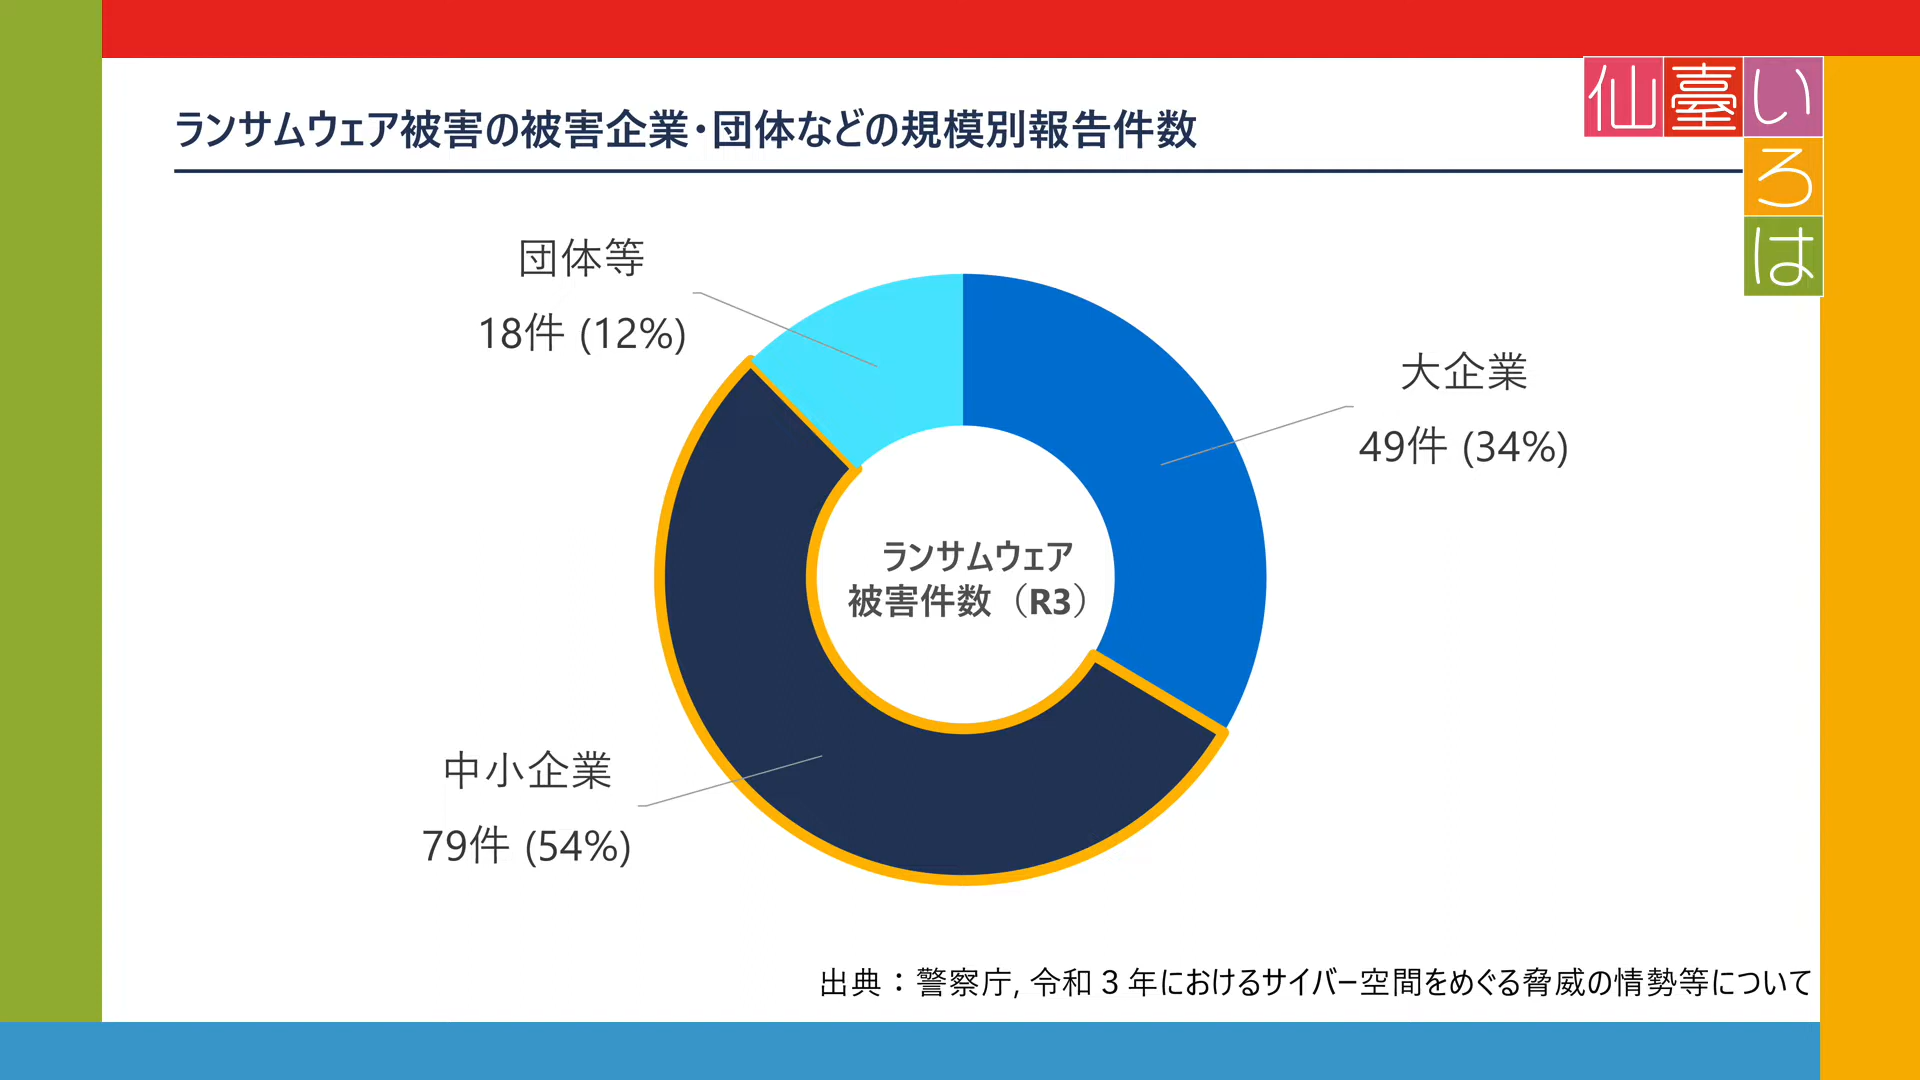 ランサムウェア被害の被害企業・団体などの規模別報告件数
仙臺いろは
団体等
18件 (12%)
大企業
49件 (34%)
ランサムウェア
被害件数（R3）
中小企業
79件 (54%)
出典：警察庁, 令和３年におけるサイバー空間をめぐる脅威の情勢等について